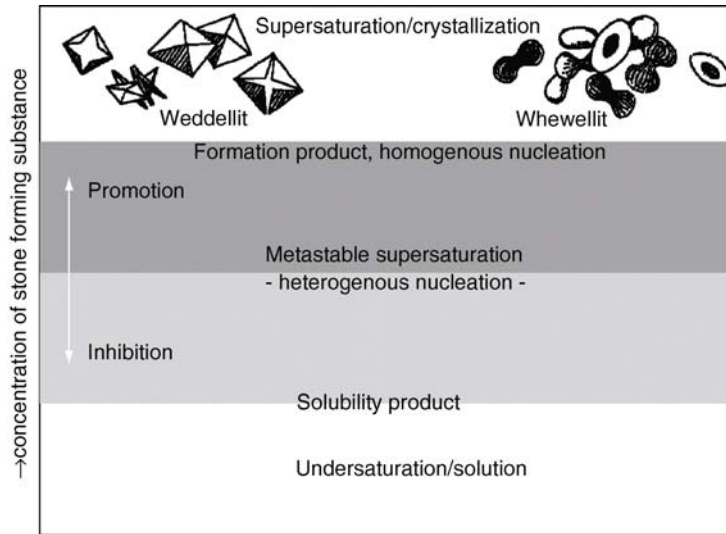 Supersaturation/crystallization
Weddellit
Whewellit
Formation product, homogenous nucleation
Promotion
Metastable supersaturation
- heterogenous nucleation -
Inhibition
Solubility product
Undersaturation/solution
→concentration of stone forming substance